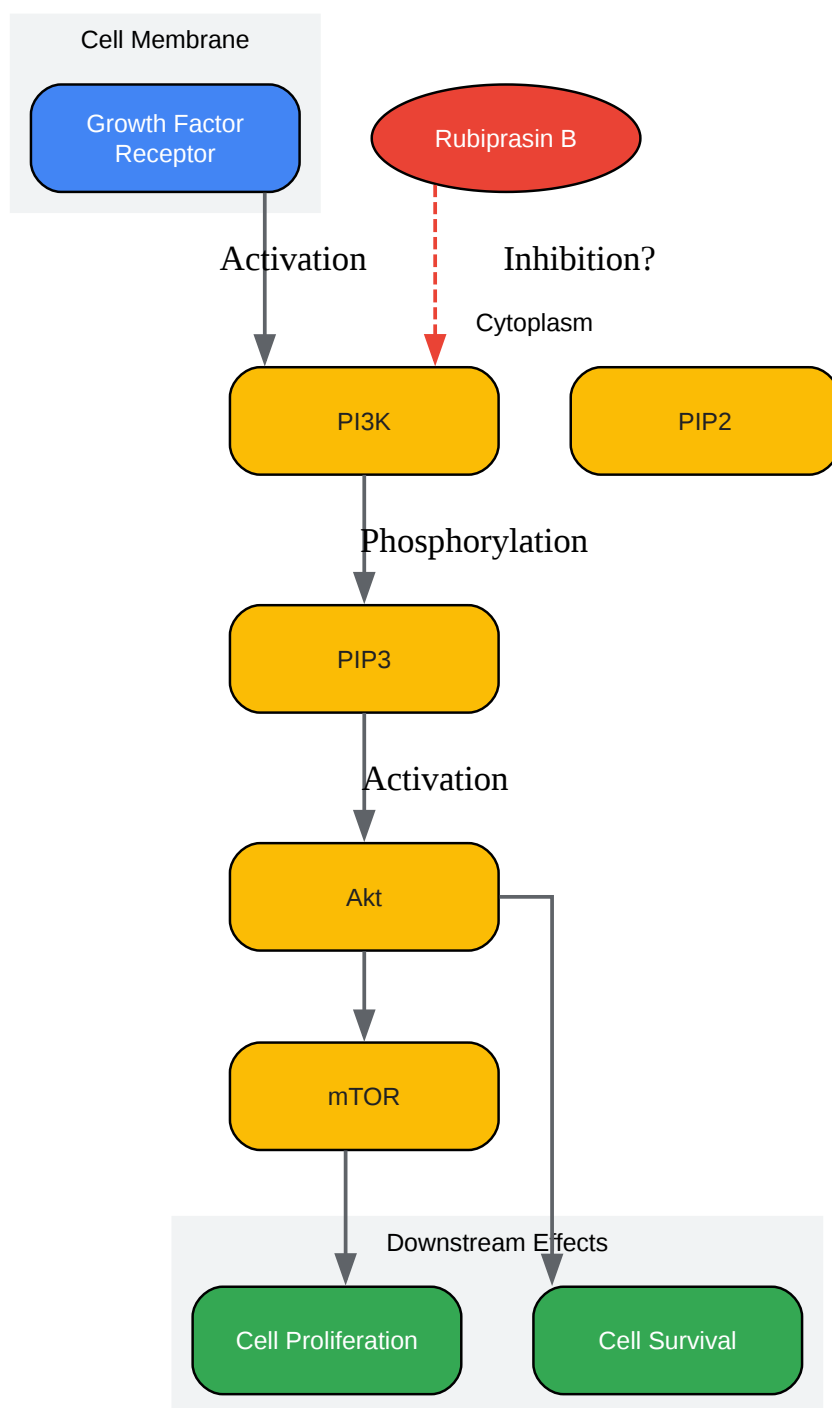 Cell Membrane
Growth Factor
Receptor
Rubiprasin B
Activation
Inhibition?
Cytoplasm
PI3K
PIP2
Phosphorylation
PIP3
Activation
Akt
mTOR
Downstream Effects
Cell Proliferation
Cell Survival